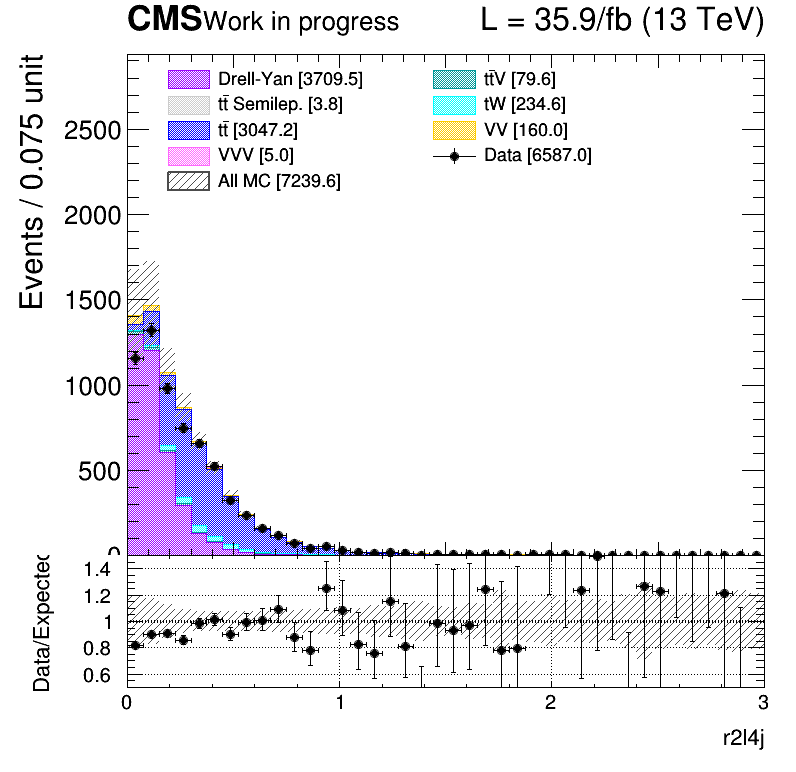 CMS Work in progress L = 35.9/fb (13 TeV)
Events / 0.075 unit
Drell-Yan [3709.5] tt̄V [79.6]
tt̄ Semilep. [3.8] tW [234.6]
tt̄ [3047.2] VV [160.0]
VVV [5.0] Data [6587.0]
All MC [7239.6]
2500
2000
1500
1000
500
0
Data/Expected
1.4
1.2
1
0.8
0.6
0 1 2 3
r2l4j